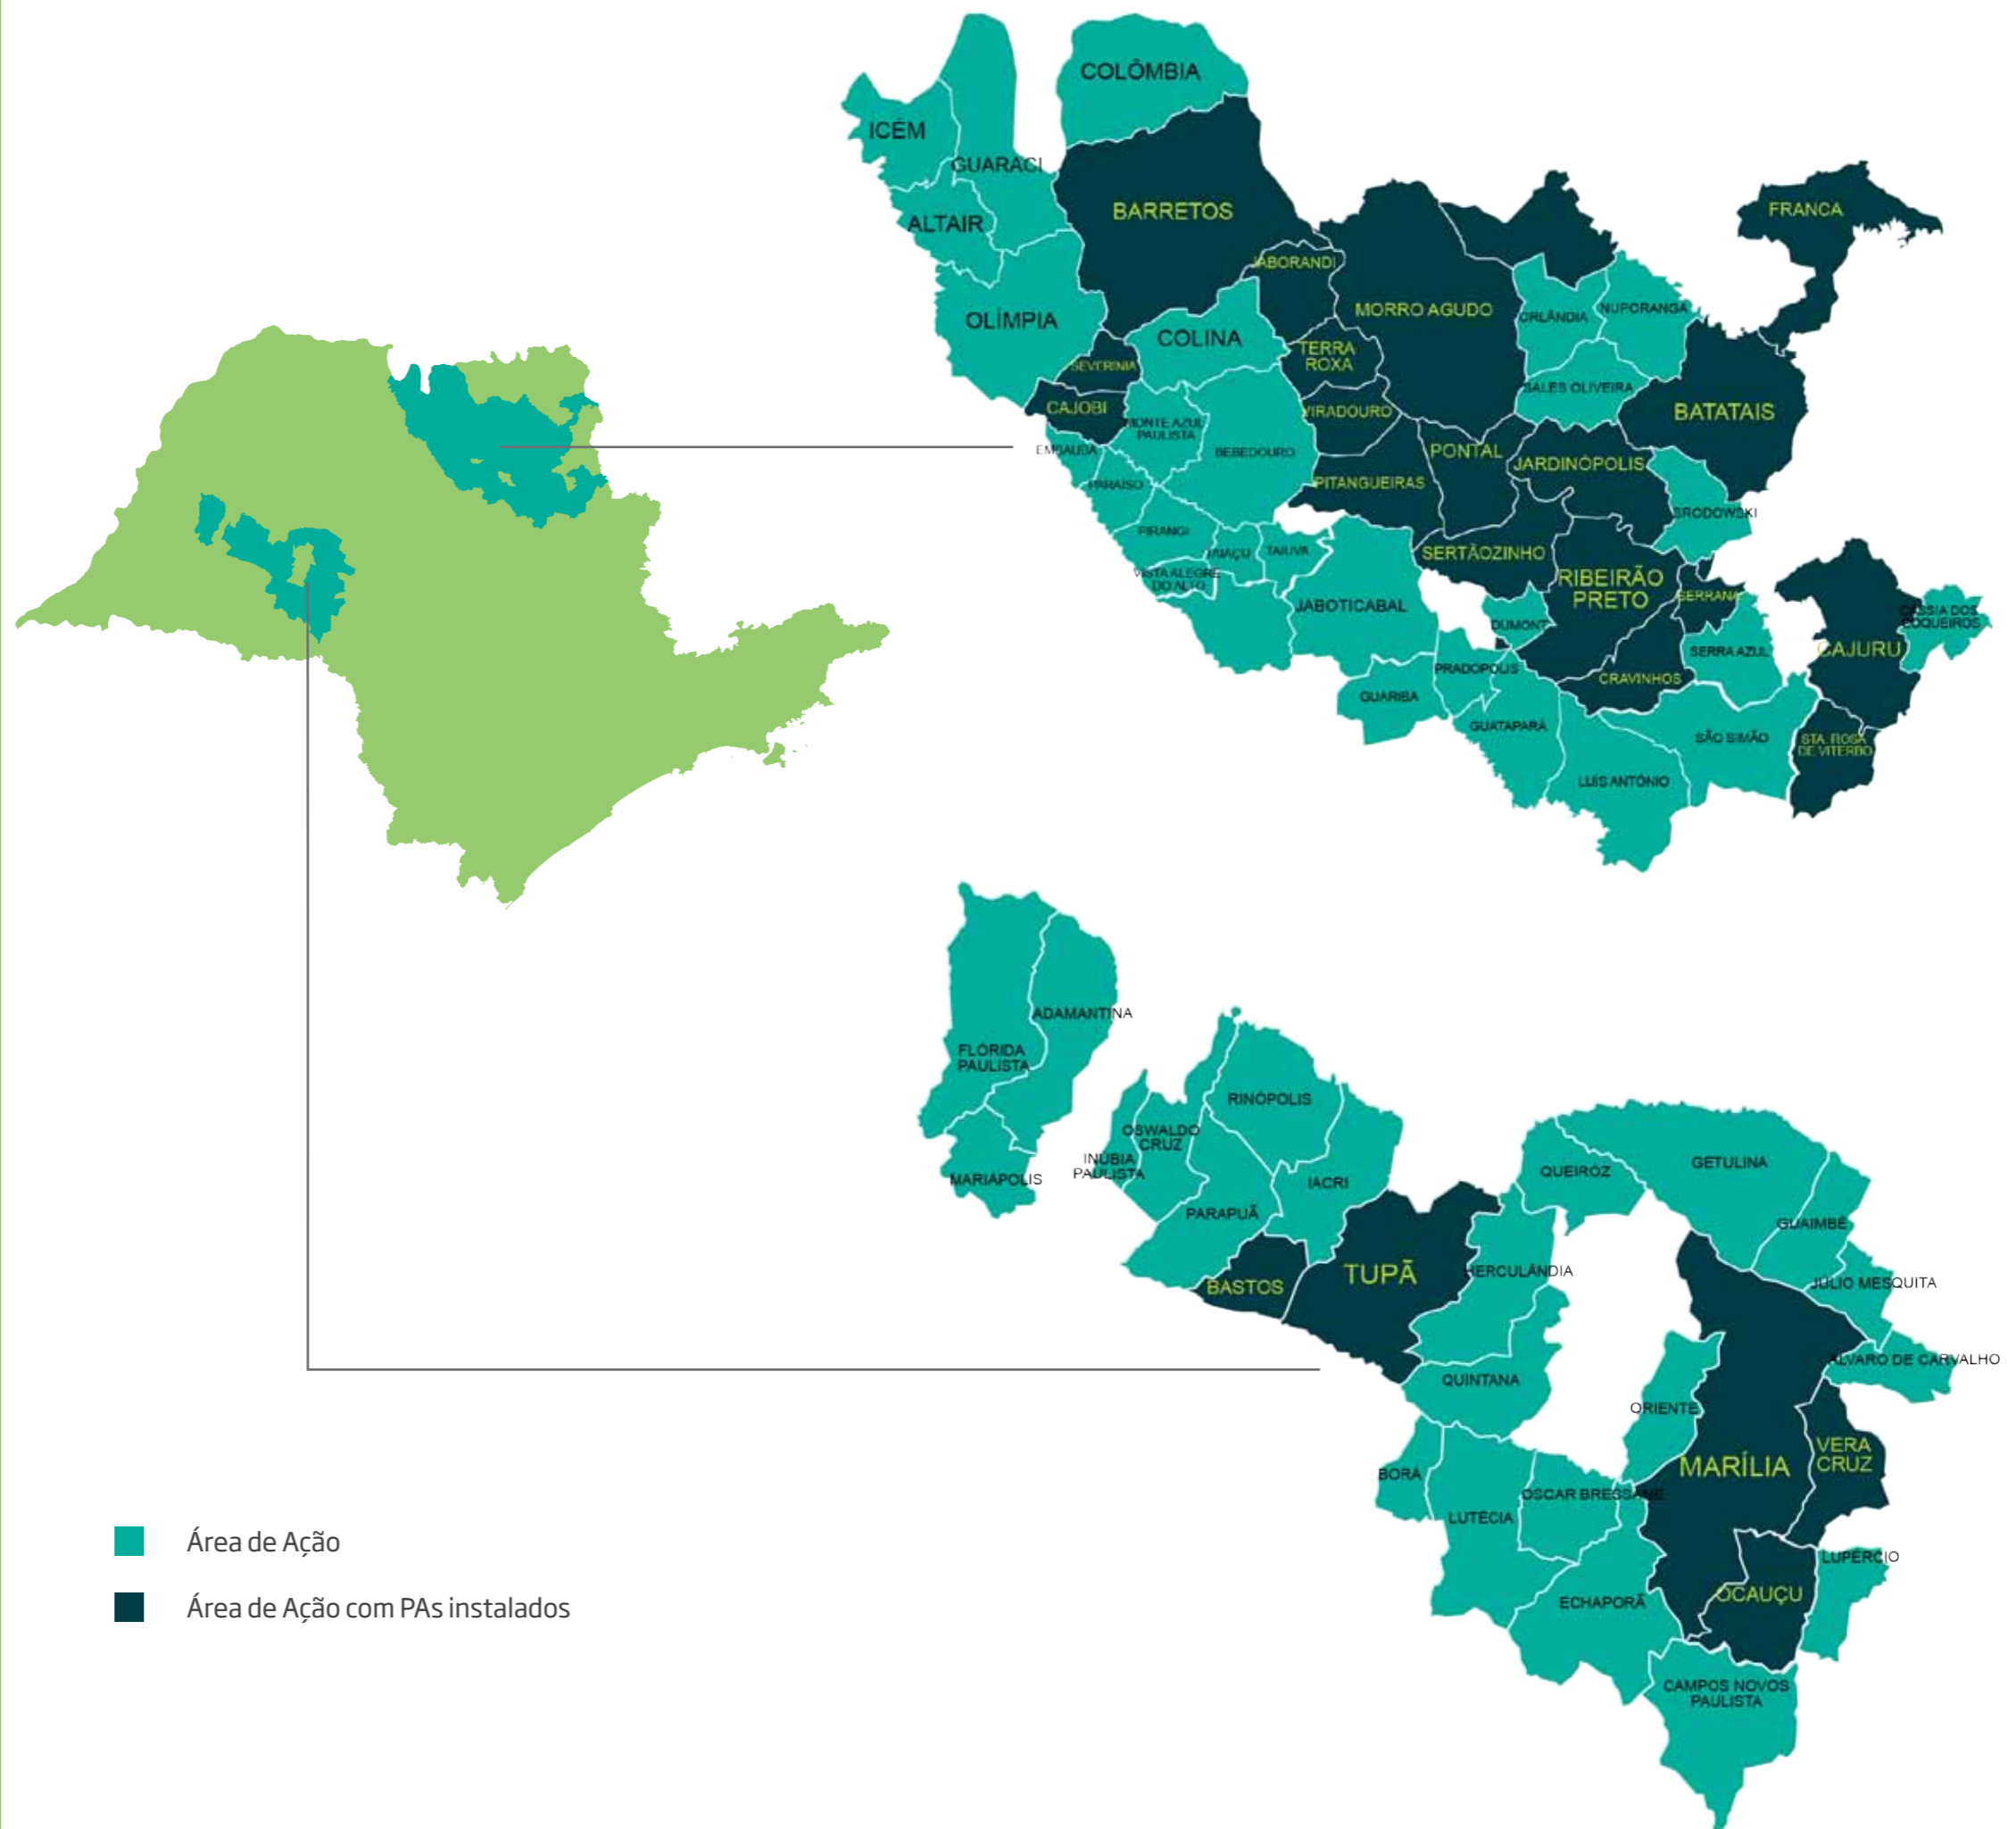 COLÔMBIA
ICÉM
GUARACI
BARRETOS
FRANCA
ALTAIR
JABORANDI
MORRO AGUDO
NUPORANGA
ORLÂNDIA
OLÍMPIA
COLINA
TERRA
ROXA
SEVERINIA
SALES OLIVEIRA
CAJOBI
VIRADOURO
BATATAIS
MONTE AZUL
PAULISTA
EMBAÚBA
BEBEDOURO
PONTAL
JARDINÓPOLIS
PARAÍSO
PITANGUEIRAS
BRODOWSKI
PIRANGI
TAIAÇU
TAIUVA
SERTÃOZINHO
VISTA ALEGRE
DO ALTO
RIBEIRÃO
PRETO
SERRANA
JABOTICABAL
CÁSSIA DOS
COQUEIROS
DUMONT
SERRA AZUL
CAJURU
PRADÓPOLIS
CRAVINHOS
GUARIBA
GUATAPARÁ
SÃO SIMÃO
STA. ROSA
DE VITERBO
LUÍS ANTÔNIO
ADAMANTINA
FLÓRIDA
PAULISTA
RINÓPOLIS
OSWALDO
CRUZ
INÚBIA
PAULISTA
MARIÁPOLIS
IACRI
QUEIRÓZ
GETULINA
PARAPUÃ
GUAIMBÊ
BASTOS
TUPÃ
HERCULÂNDIA
JÚLIO MESQUITA
QUINTANA
ÁLVARO DE CARVALHO
ORIENTE
BORÁ
MARÍLIA
VERA
CRUZ
OSCAR BRESSANE
LUTÉCIA
LUPÉRCIO
ECHAPORÃ
OCAUÇU
CAMPOS NOVOS
PAULISTA
Área de Ação
Área de Ação com PAs instalados